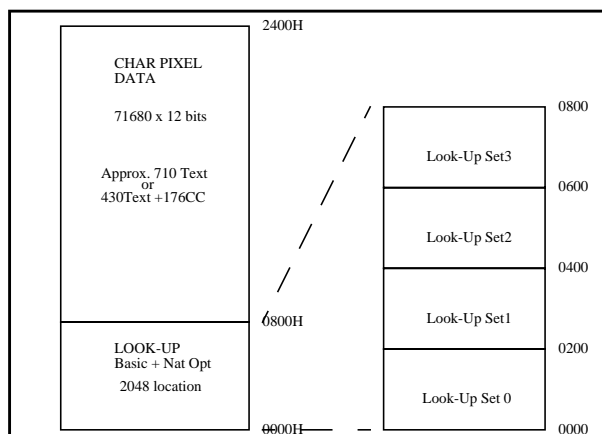 2400H
CHAR PIXEL
DATA
71680 x 12 bits
Approx. 710 Text
or
430Text +176CC
0800H
LOOK-UP
Basic + Nat Opt
2048 location
0000H
0800
Look-Up Set3
0600
Look-Up Set2
0400
Look-Up Set1
0200
Look-Up Set 0
0000